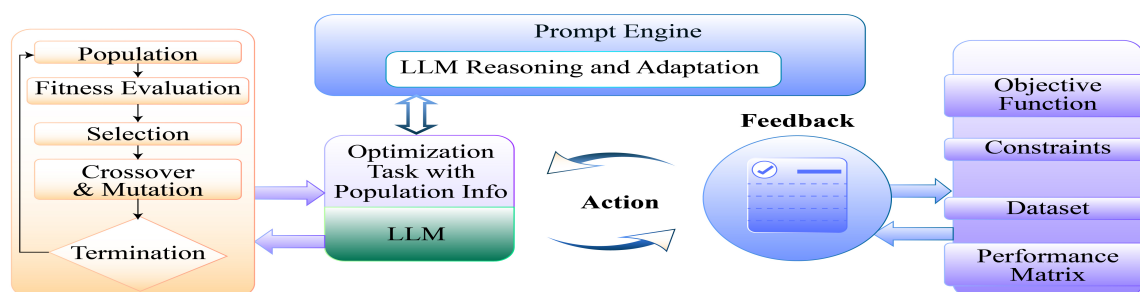 Population
Fitness Evaluation
Selection
Crossover
& Mutation
Termination
Prompt Engine
LLM Reasoning and Adaptation
Optimization
Task with
Population Info
LLM
Action
Feedback
Objective
Function
Constraints
Dataset
Performance
Matrix